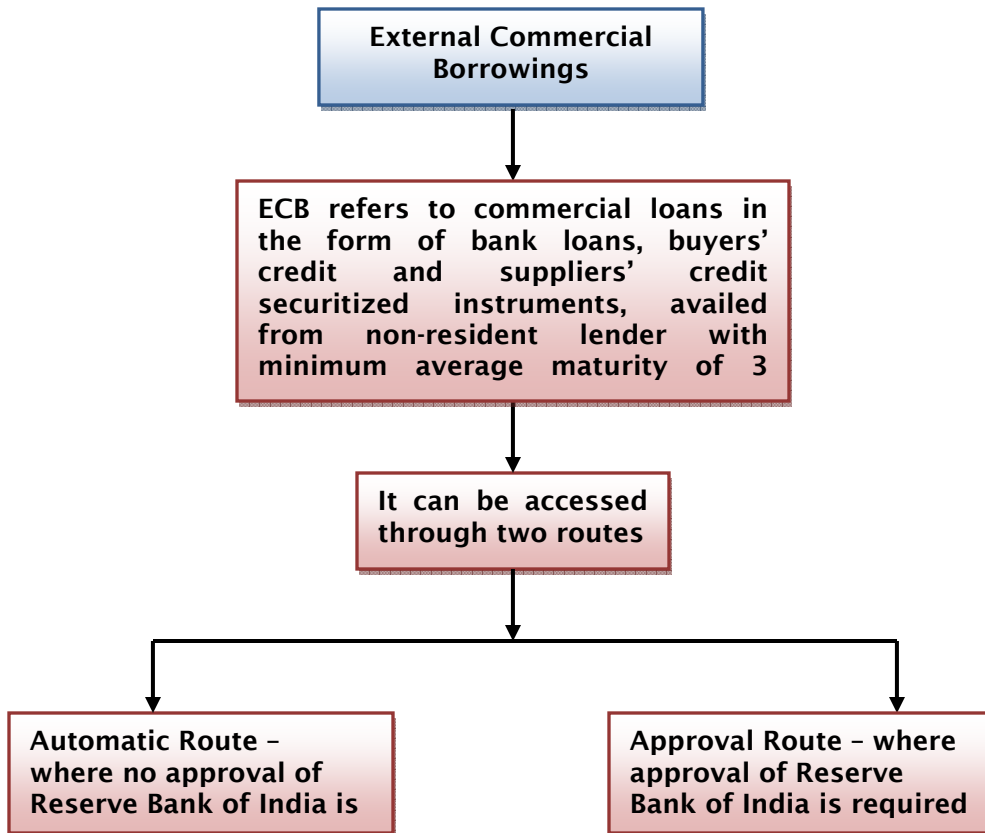 External Commercial
Borrowings
ECB refers to commercial loans in
the form of bank loans, buyers’
credit and suppliers’ credit
securitized instruments, availed
from non-resident lender with
minimum average maturity of 3
It can be accessed
through two routes
Automatic Route –
where no approval of
Reserve Bank of India is
Approval Route – where
approval of Reserve
Bank of India is required